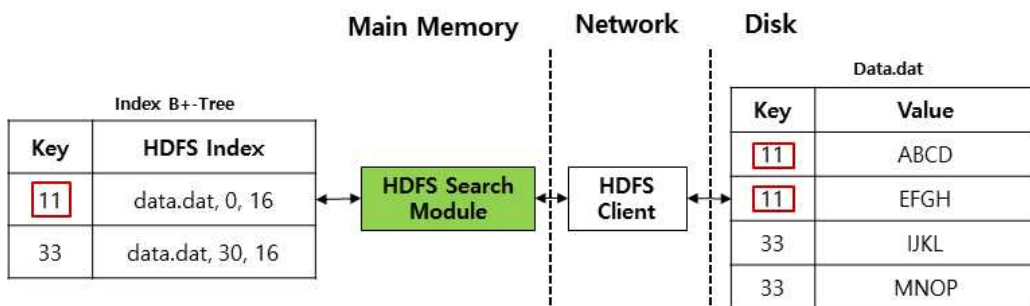 Main Memory
Network
Disk
Index B+-Tree
Key HDFS Index
11 data.dat, 0, 16
33 data.dat, 30, 16
HDFS Search
Module
HDFS
Client
Data.dat
Key Value
11 ABCD
11 EFGH
33 IJKL
33 MNOP